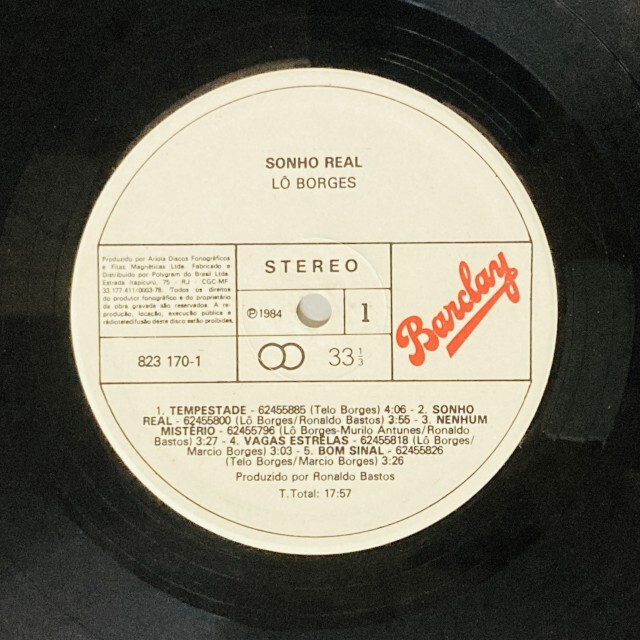 SONHO REAL
LÔ BORGES
Produzido por Ariola Discos Fonográficos
e Fitas Magnéticas Ltda. Fabricado e
Distribuído por Polygram do Brasil Ltda.
Estrada Itapicurú, 75 RJ CGC-MF.
33.177.411/0003-78. Todos os direitos
do produtor fonográfico e do proprietário
da obra gravada são reservados. A re-
produção, locação, execução pública e
rádioteledifusão deste disco estão proibidas.
STEREO
℗ 1984
1
Barclay
823 170-1
33 1/3
1. TEMPESTADE - 62455885 (Telo Borges) 4:06 - 2. SONHO
REAL - 62455800 (Lô Borges/Ronaldo Bastos) 3:55 - 3. NENHUM
MISTÉRIO - 62455796 (Lô Borges-Murilo Antunes/Ronaldo
Bastos) 3:27 - 4. VAGAS ESTRELAS - 62455818 (Lô Borges/
Marcio Borges) 3:03 - 5. BOM SINAL - 62455826
(Telo Borges/Marcio Borges) 3:26
Produzido por Ronaldo Bastos
T.Total: 17:57